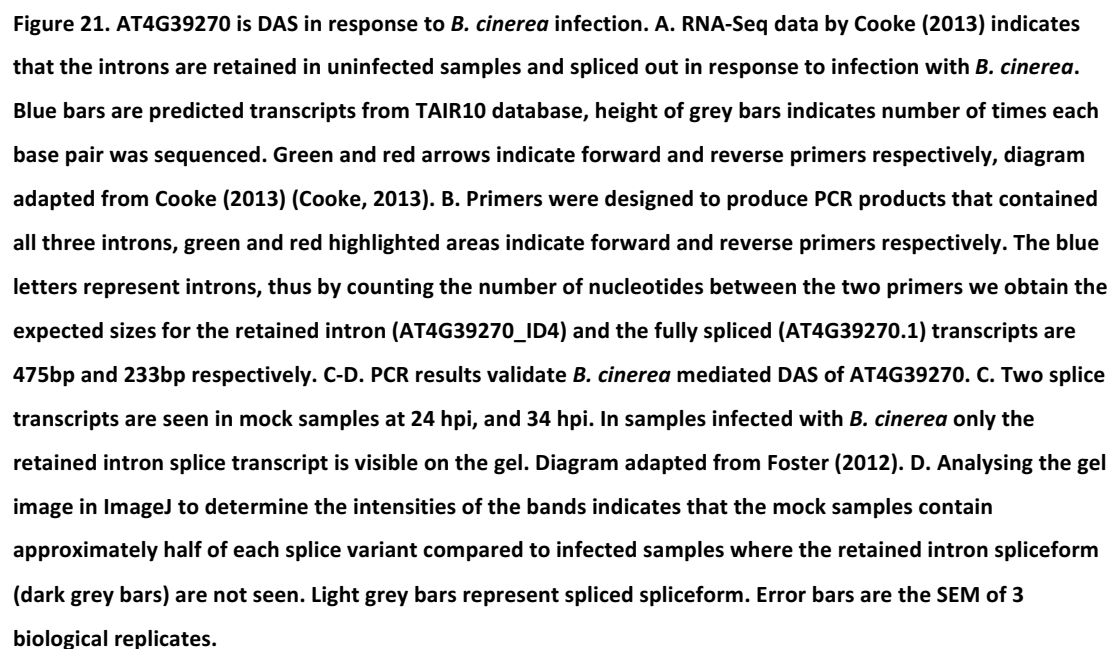 Figure 21. AT4G39270 is DAS in response to B. cinerea infection. A. RNA-Seq data by Cooke (2013) indicates
that the introns are retained in uninfected samples and spliced out in response to infection with B. cinerea.
Blue bars are predicted transcripts from TAIR10 database, height of grey bars indicates number of times each
base pair was sequenced. Green and red arrows indicate forward and reverse primers respectively, diagram
adapted from Cooke (2013) (Cooke, 2013). B. Primers were designed to produce PCR products that contained
all three introns, green and red highlighted areas indicate forward and reverse primers respectively. The blue
letters represent introns, thus by counting the number of nucleotides between the two primers we obtain the
expected sizes for the retained intron (AT4G39270_ID4) and the fully spliced (AT4G39270.1) transcripts are
475bp and 233bp respectively. C-D. PCR results validate B. cinerea mediated DAS of AT4G39270. C. Two splice
transcripts are seen in mock samples at 24 hpi, and 34 hpi. In samples infected with B. cinerea only the
retained intron splice transcript is visible on the gel. Diagram adapted from Foster (2012). D. Analysing the gel
image in ImageJ to determine the intensities of the bands indicates that the mock samples contain
approximately half of each splice variant compared to infected samples where the retained intron spliceform
(dark grey bars) are not seen. Light grey bars represent spliced spliceform. Error bars are the SEM of 3
biological replicates.